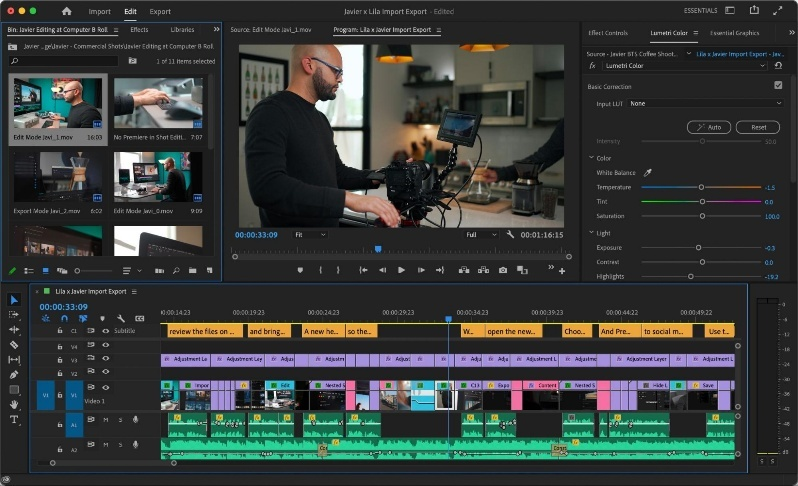 Import Edit Export
Javier x Lila Import Export - Edited
ESSENTIALS
Bin: Javier Editing at Computer B Roll
Effects
Libraries
Javier - Commercial Shots\Javier Editing at Computer B Roll
1 of 11 items selected
Edit Mode Javi_1.mov 16:03
No Premiere in Shot Editi... 7:07
Export Mode Javi_2.mov 6:02
Edit Mode Javi_0.mov 9:09
Source: Edit Mode Javi_1.mov
Program: Lila x Javier Import Export
00:00:33:09
Fit
Full
00:01:16:15
Effect Controls
Lumetri Color
Essential Graphics
Source - Javier BTS Coffee Shoot...
Lila x Javier Import Export - Jav...
fx Lumetri Color
Basic Correction
Input LUT None
Auto
Reset
Intensity 50.0
Color
White Balance
Temperature -1.5
Tint 0.0
Saturation 100.0
Light
Exposure -0.3
Contrast 0.0
Highlights -19.2
Lila x Javier Import Export
00:00:33:09
00:00:14:23
00:00:19:23
00:00:24:23
00:00:29:23
00:00:34:23
00:00:39:23
00:00:44:22
00:00:49:22
C1 Subtitle
review the files on ...
and bring...
A new he...
so the...
W...
open the new...
Choo...
And Pre...
to social m...
Use t...
V4
V3
Adjustment La
Adjustment Lay
Adjustm
Adjustment Layer
Adjustment L
V2
V1 V1 Video 1
Impor
Edit
Nested S
Expo
Content
Nested S
Hide L
Save
A1 M S
A2 M S
0
S S